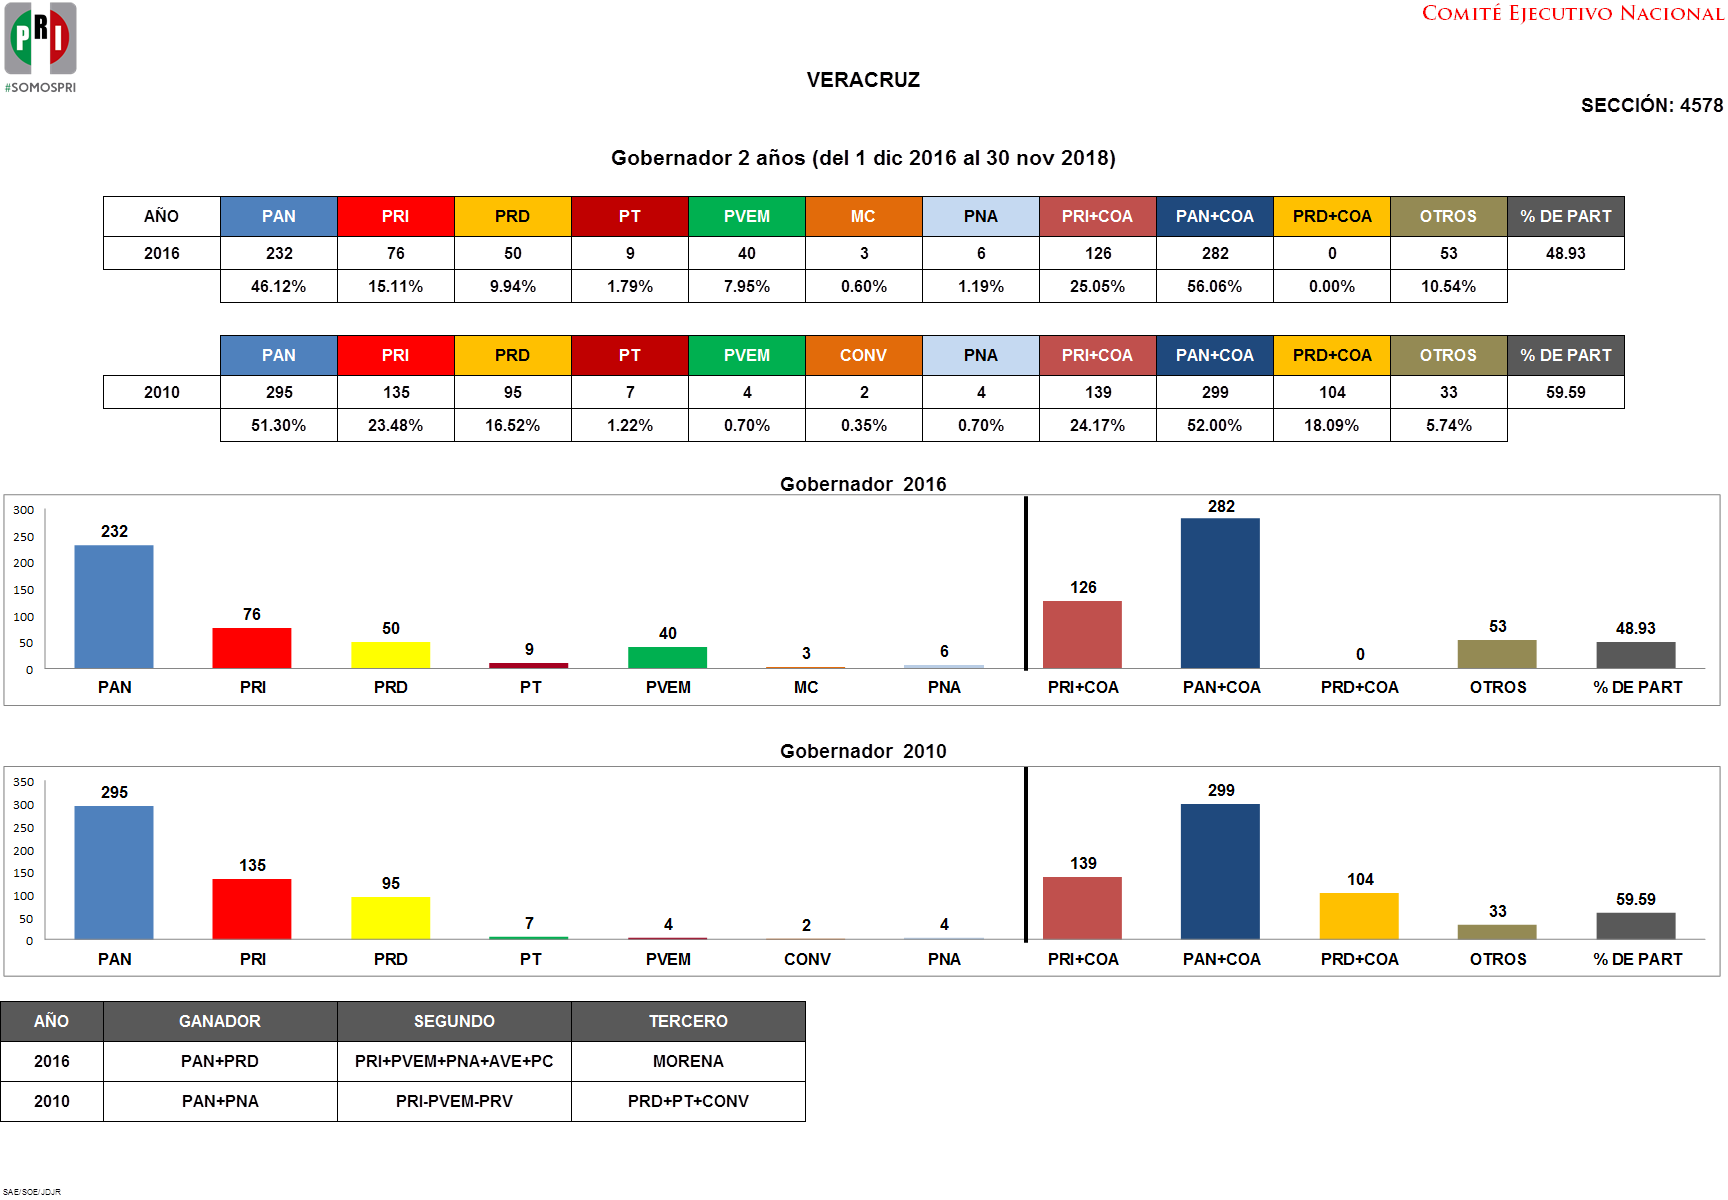 PRI
#SOMOSPRI
COMITÉ EJECUTIVO NACIONAL
VERACRUZ
SECCIÓN: 4578
Gobernador 2 años (del 1 dic 2016 al 30 nov 2018)
AÑO PAN PRI PRD PT PVEM MC PNA PRI+COA PAN+COA PRD+COA OTROS % DE PART
2016 232 76 50 9 40 3 6 126 282 0 53 48.93
46.12% 15.11% 9.94% 1.79% 7.95% 0.60% 1.19% 25.05% 56.06% 0.00% 10.54%
PAN PRI PRD PT PVEM CONV PNA PRI+COA PAN+COA PRD+COA OTROS % DE PART
2010 295 135 95 7 4 2 4 139 299 104 33 59.59
51.30% 23.48% 16.52% 1.22% 0.70% 0.35% 0.70% 24.17% 52.00% 18.09% 5.74%
Gobernador 2016
300
250
200
150
100
50
0
232 76 50 9 40 3 6 126 282 0 53 48.93
PAN PRI PRD PT PVEM MC PNA PRI+COA PAN+COA PRD+COA OTROS % DE PART
Gobernador 2010
350
300
250
200
150
100
50
0
295 135 95 7 4 2 4 139 299 104 33 59.59
PAN PRI PRD PT PVEM CONV PNA PRI+COA PAN+COA PRD+COA OTROS % DE PART
AÑO GANADOR SEGUNDO TERCERO
2016 PAN+PRD PRI+PVEM+PNA+AVE+PC MORENA
2010 PAN+PNA PRI-PVEM-PRV PRD+PT+CONV
SAE/SOE/JDJR